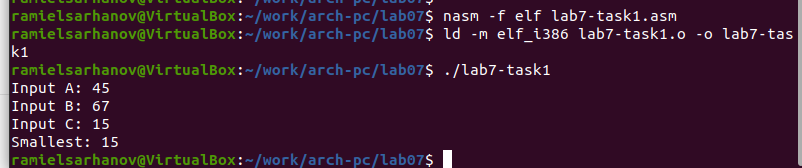 ramielsarhanov@VirtualBox:~/work/arch-pc/lab07$ nasm -f elf lab7-task1.asm
ramielsarhanov@VirtualBox:~/work/arch-pc/lab07$ ld -m elf_i386 lab7-task1.o -o lab7-tas
k1
ramielsarhanov@VirtualBox:~/work/arch-pc/lab07$ ./lab7-task1
Input A: 45
Input B: 67
Input C: 15
Smallest: 15
ramielsarhanov@VirtualBox:~/work/arch-pc/lab07$